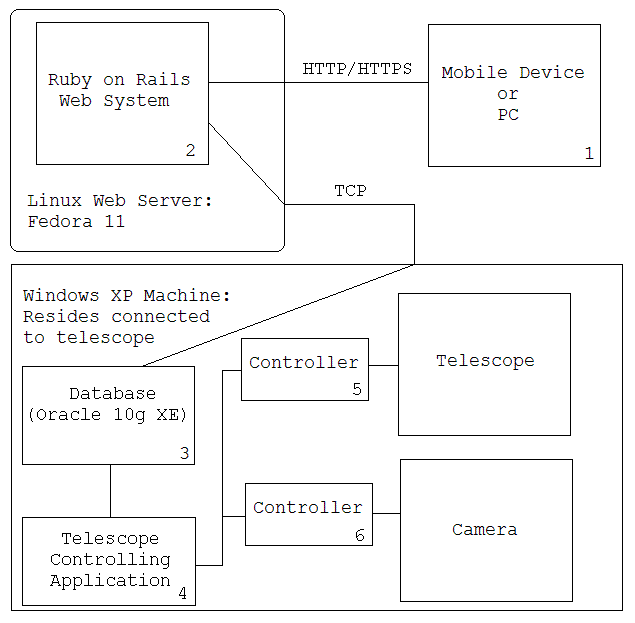 Ruby on Rails
Web System
2
Linux Web Server:
Fedora 11
HTTP/HTTPS
Mobile Device
or
PC
1
TCP
Windows XP Machine:
Resides connected
to telescope
Database
(Oracle 10g XE)
3
Telescope
Controlling
Application
4
Controller
5
Telescope
Controller
6
Camera